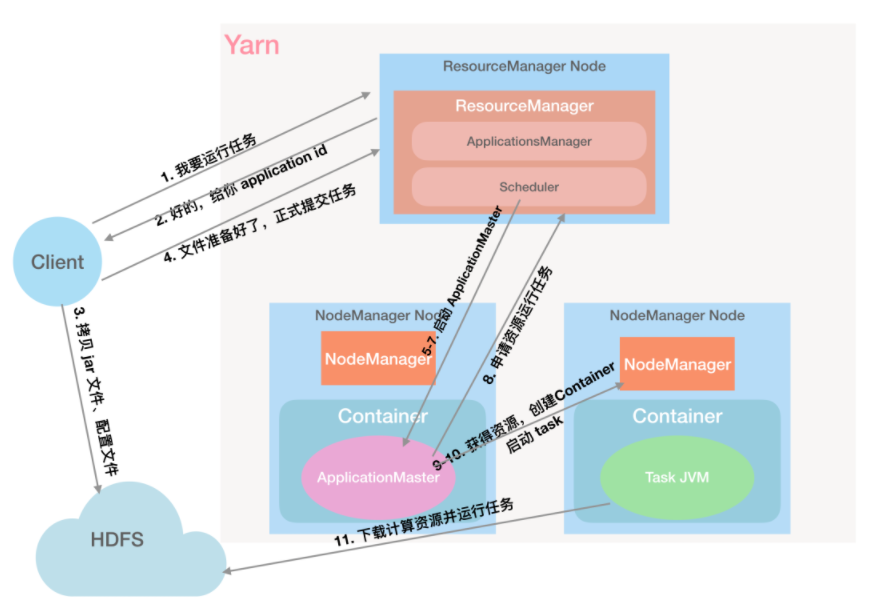 Yarn
ResourceManager Node
ResourceManager
ApplicationsManager
Scheduler
1. 我要运行任务
2. 好的，给你 application id
4. 文件准备好了，正式提交任务
Client
3. 拷贝 jar 文件、配置文件
5-7. 启动 ApplicationMaster
8. 申请资源运行任务
NodeManager Node
NodeManager
Container
ApplicationMaster
NodeManager Node
NodeManager
9-10. 获得资源，创建Container
启动 task
Container
Task JVM
11. 下载计算资源并运行任务
HDFS